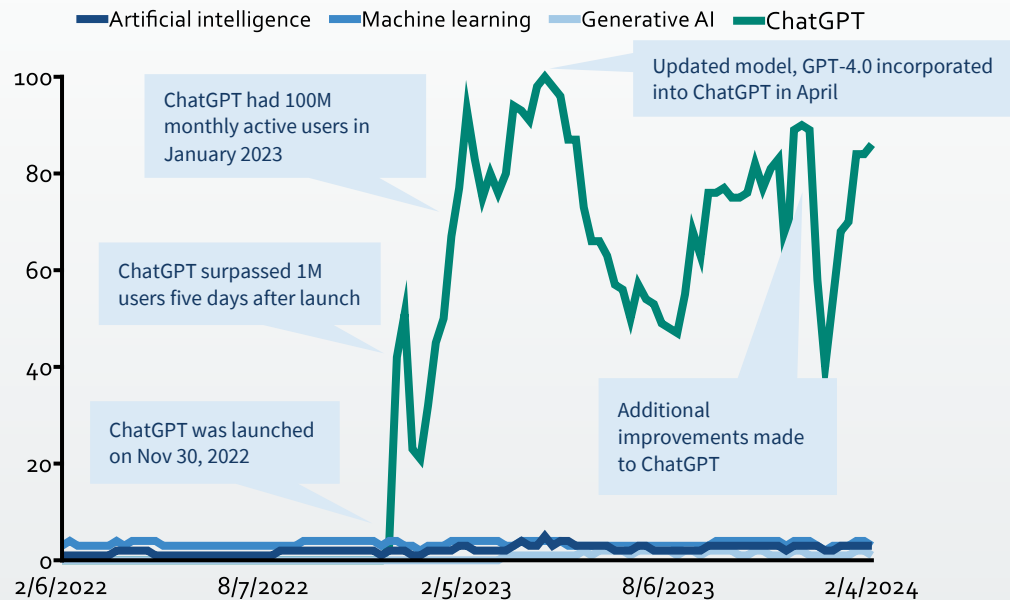 Artificial intelligence Machine learning Generative AI ChatGPT
Updated model, GPT-4.0 incorporated
into ChatGPT in April
100
ChatGPT had 100M
monthly active users in
January 2023
80
60
ChatGPT surpassed 1M
users five days after launch
40
Additional
improvements made
to ChatGPT
ChatGPT was launched
on Nov 30, 2022
20
0
2/6/2022 8/7/2022 2/5/2023 8/6/2023 2/4/2024